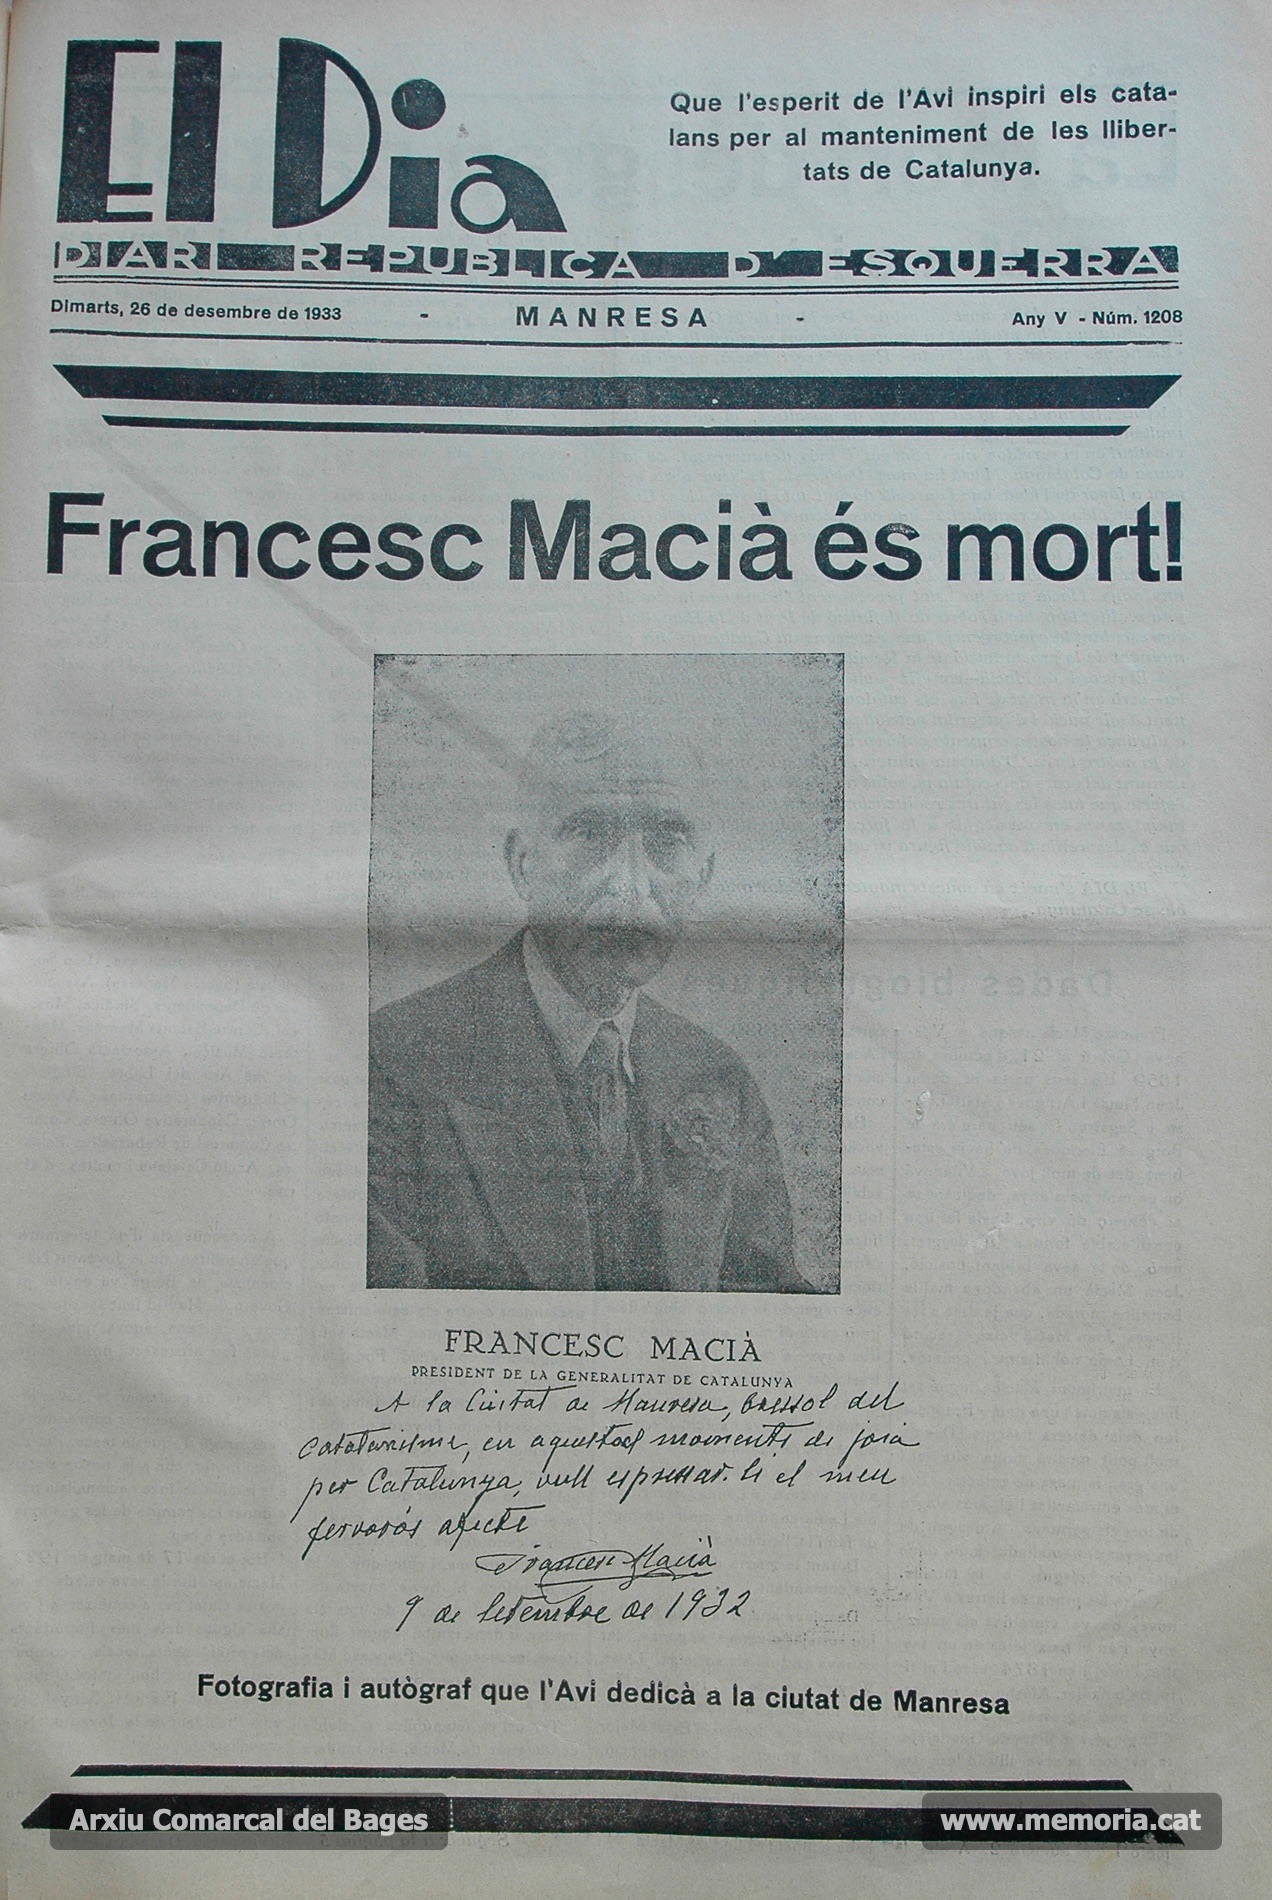 El Dia
Que l'esperit de l'Avi inspiri els cata-
lans per al manteniment de les lliber-
tats de Catalunya.
DIARI REPUBLICA D'ESQUERRA
Dimarts, 26 de desembre de 1933 - MANRESA - Any V - Núm. 1208
Francesc Macià és mort!
FRANCESC MACIÀ
PRESIDENT DE LA GENERALITAT DE CATALUNYA
A la Ciutat de Manresa, bressol del
catalanisme, en aquestos moments de joia
per Catalunya, vull espressar-li el meu
fervorós afecte
Francesc Macià
9 de Setembre de 1932
Fotografia i autògraf que l'Avi dedicà a la ciutat de Manresa
Arxiu Comarcal del Bages
www.memoria.cat